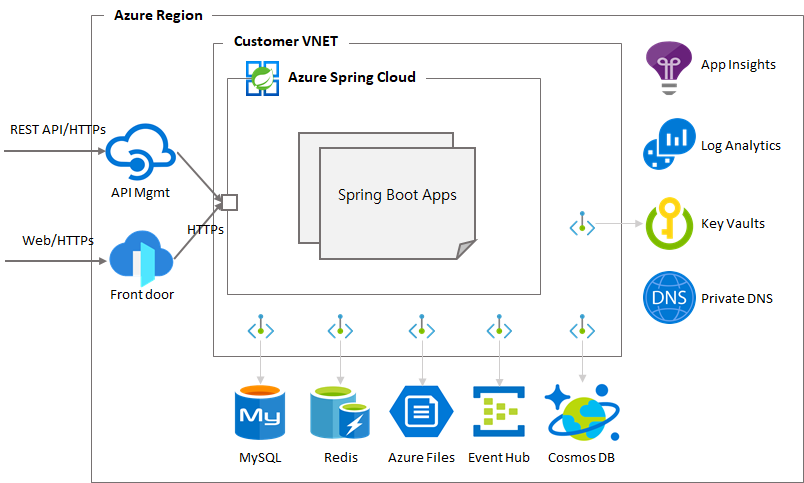 Azure Region
Customer VNET
Azure Spring Cloud
App Insights
REST API/HTTPs
API Mgmt
Log Analytics
Spring Boot Apps
Key Vaults
HTTPs
Web/HTTPs
Front door
DNS
Private DNS
My
MySQL
Redis
Azure Files
Event Hub
Cosmos DB